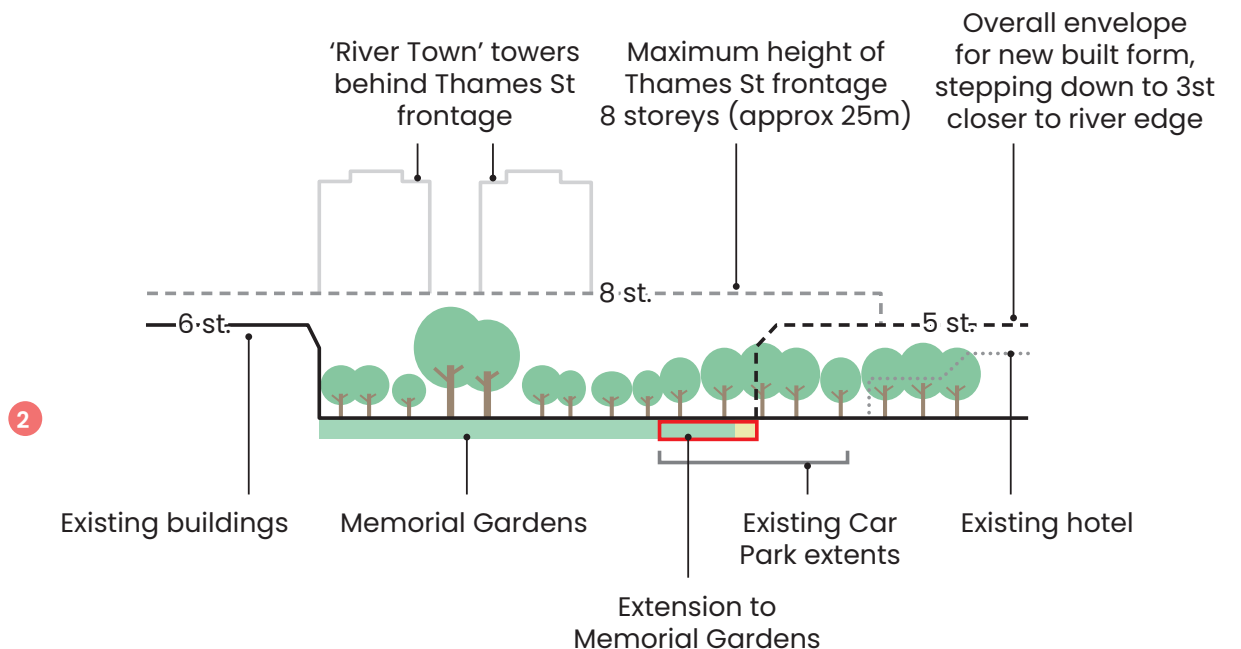 ‘River Town’ towers
behind Thames St
frontage
Maximum height of
Thames St frontage
8 storeys (approx 25m)
Overall envelope
for new built form,
stepping down to 3st
closer to river edge
8 st.
6 st.
5 st.
2
Existing buildings
Memorial Gardens
Existing Car
Park extents
Existing hotel
Extension to
Memorial Gardens